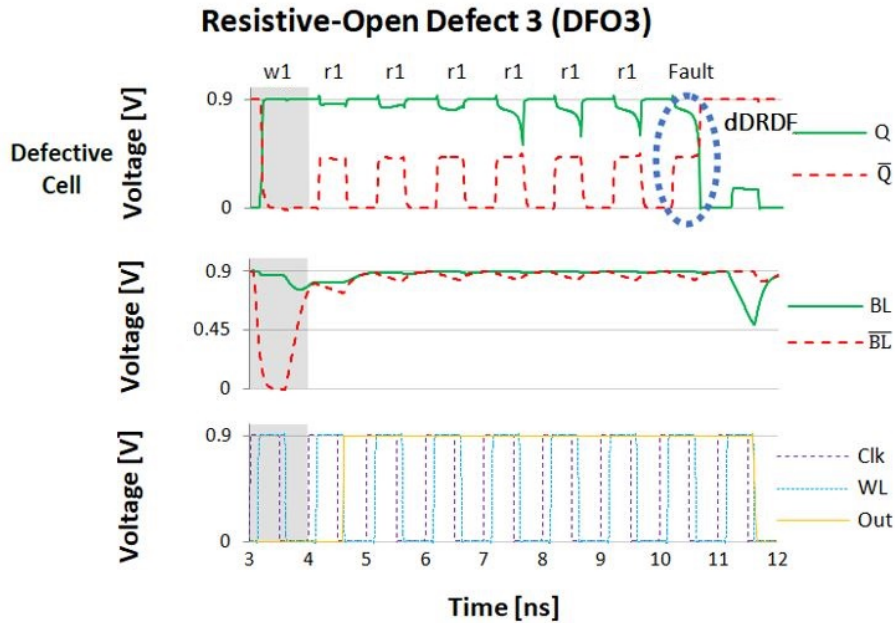 Resistive-Open Defect 3 (DFO3)
w1 r1 r1 r1 r1 r1 r1 Fault
Defective
Cell
Voltage [V]
0.9
0
dDRDF
Q
Q̅
Voltage [V]
0.9
0.45
0
BL
B̅L̅
Voltage [V]
0.9
0
Clk
WL
Out
3 4 5 6 7 8 9 10 11 12
Time [ns]